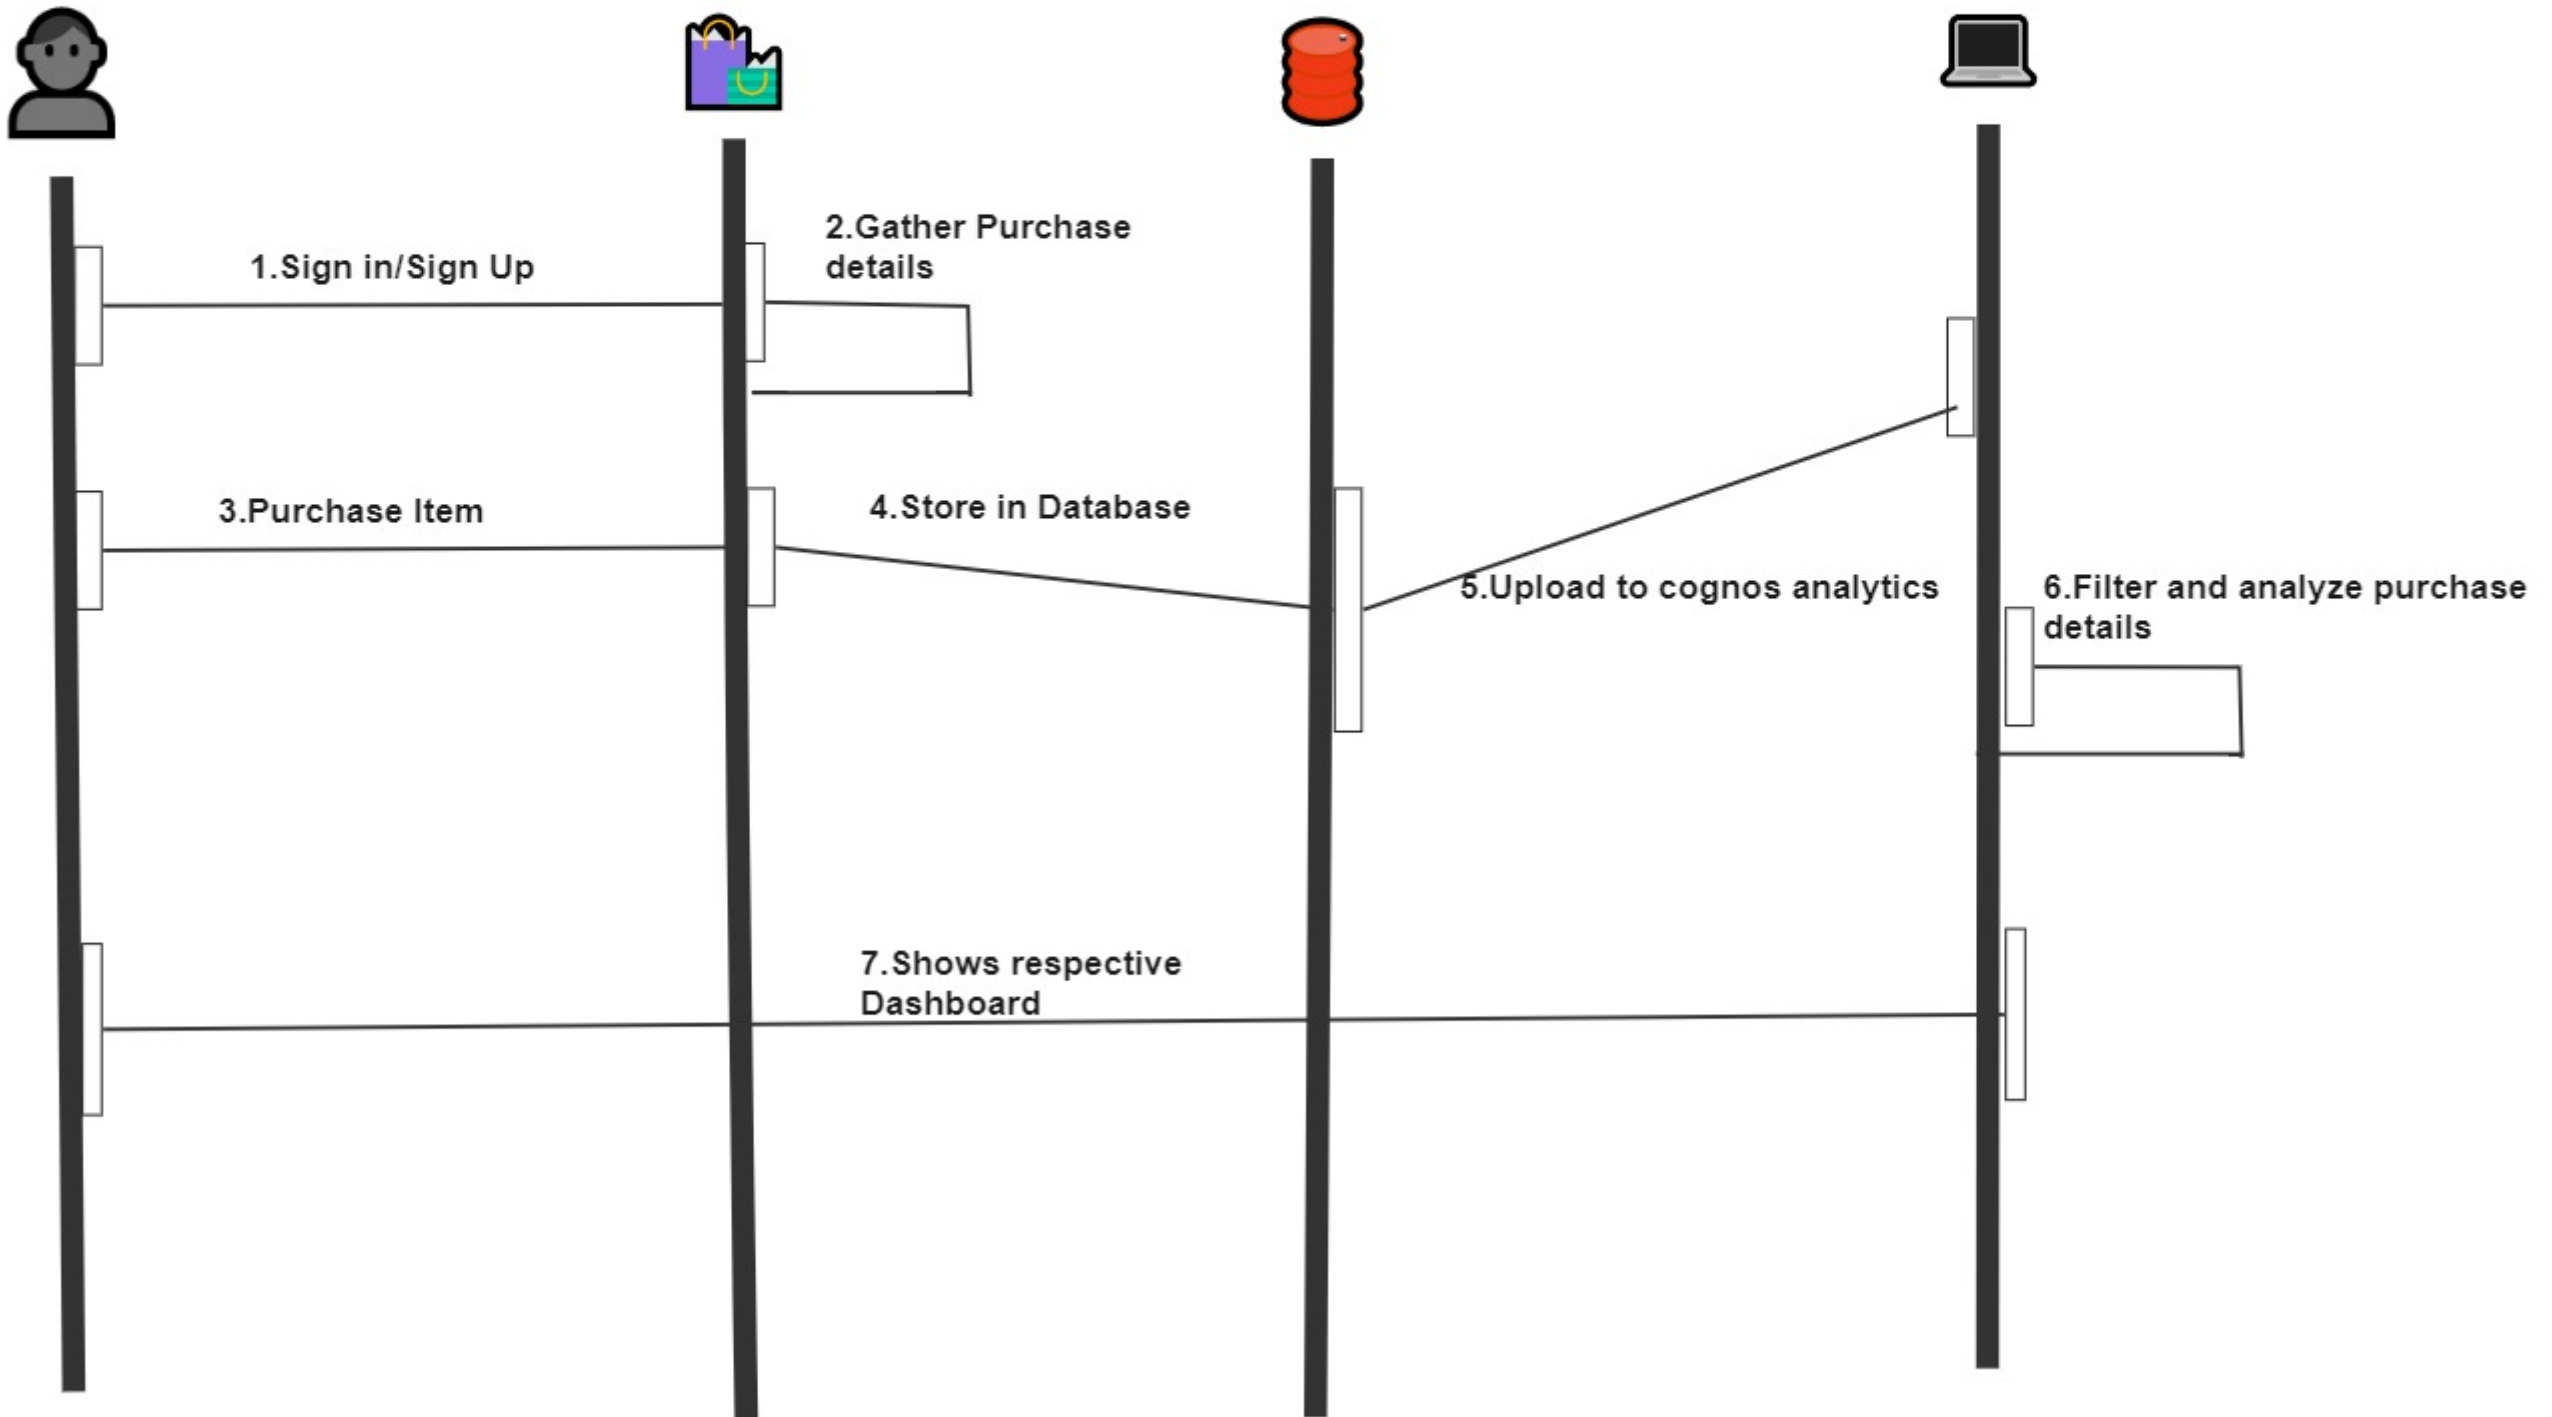 1.Sign in/Sign Up
2.Gather Purchase
details
3.Purchase Item
4.Store in Database
5.Upload to cognos analytics
6.Filter and analyze purchase
details
7.Shows respective
Dashboard